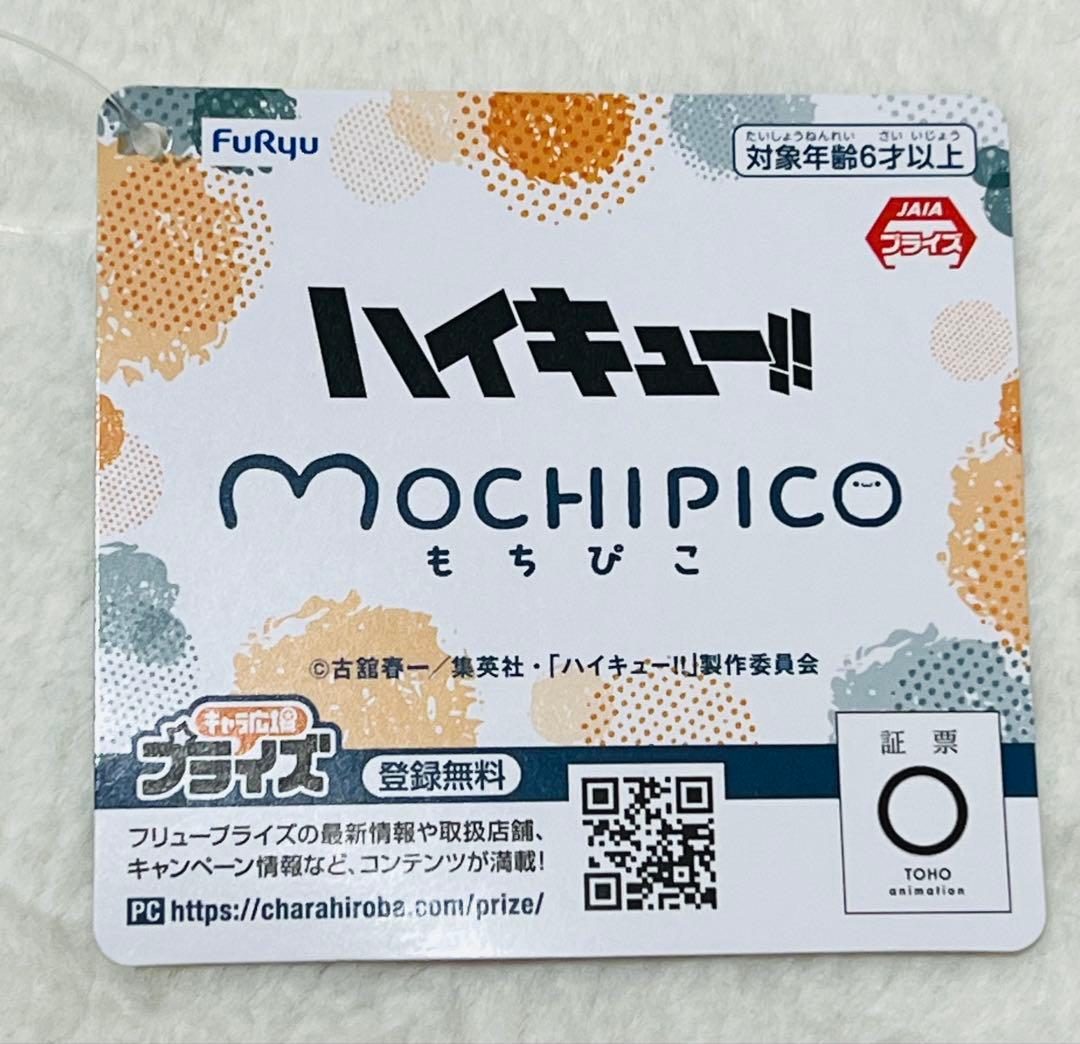 FuRyu
たいしょうねんれい さい いじょう
対象年齢6才以上
JAIA
プライズ
ハイキュー!!
MOCHIPICO
もちぴこ
©古舘春一／集英社・「ハイキュー!!」製作委員会
キャラ広場
プライズ
登録無料
フリュープライズの最新情報や取扱店舗、
キャンペーン情報など、コンテンツが満載!
PC https://charahiroba.com/prize/
証票
TOHO
animation